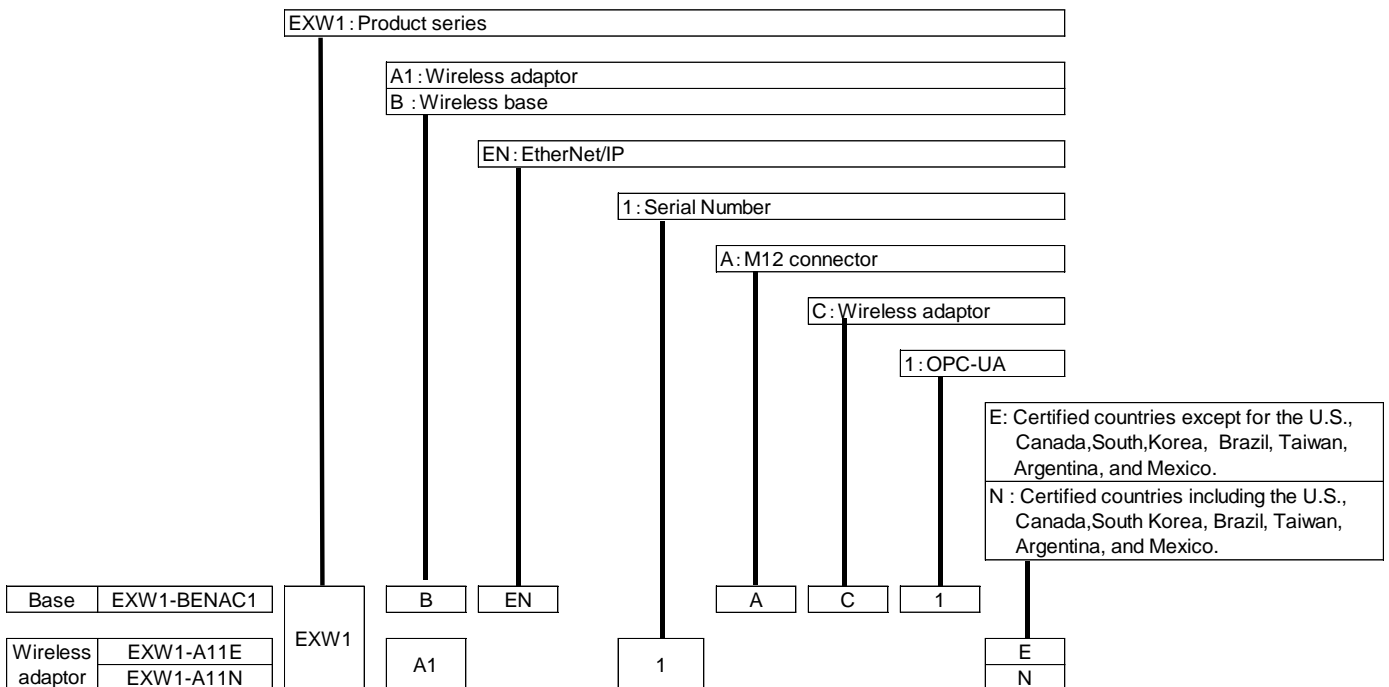 EXW1:Product series
A1:Wireless adaptor
B :Wireless base
EN:EtherNet/IP
1:Serial Number
A:M12 connector
C:Wireless adaptor
1:OPC-UA
E: Certified countries except for the U.S.,
Canada,South,Korea, Brazil, Taiwan,
Argentina, and Mexico.
N : Certified countries including the U.S.,
Canada,South Korea, Brazil, Taiwan,
Argentina, and Mexico.
Base EXW1-BENAC1 B EN A C 1
EXW1
Wireless adaptor
EXW1-A11E
EXW1-A11N
A1
1
E
N